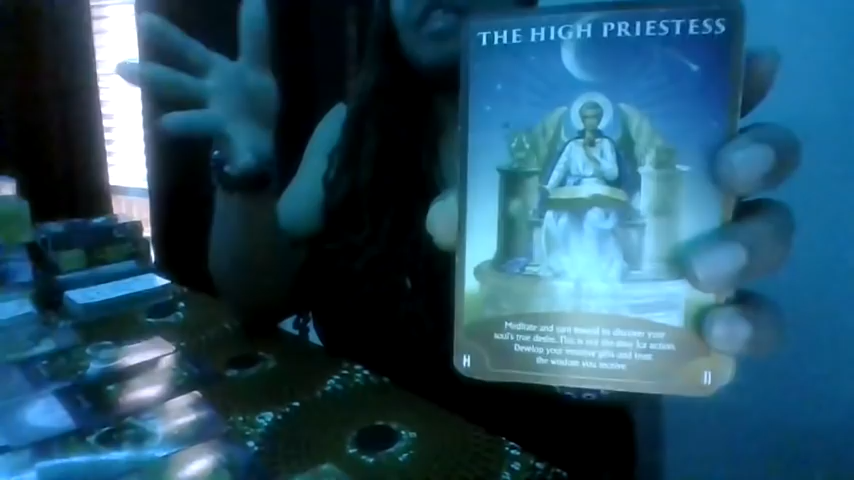 THE HIGH PRIESTESS
Meditate and turn inward to discover your
soul's true desire. This is not the time for action.
Develop your intuitive gifts and trust
the wisdom you receive.
H
II